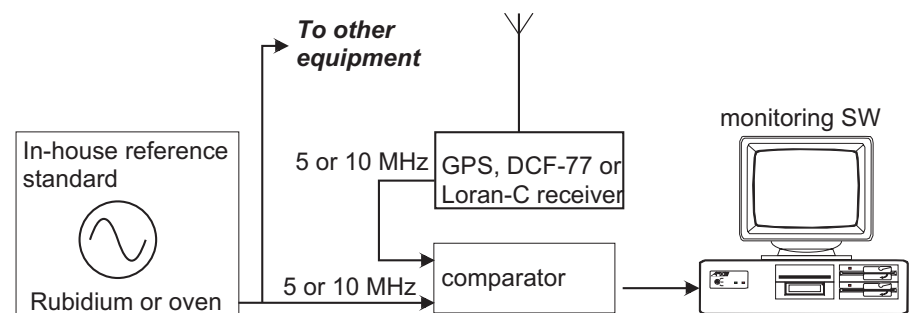 To other
equipment
monitoring SW
In-house reference
standard
5 or 10 MHz
GPS, DCF-77 or
Loran-C receiver
comparator
5 or 10 MHz
Rubidium or oven